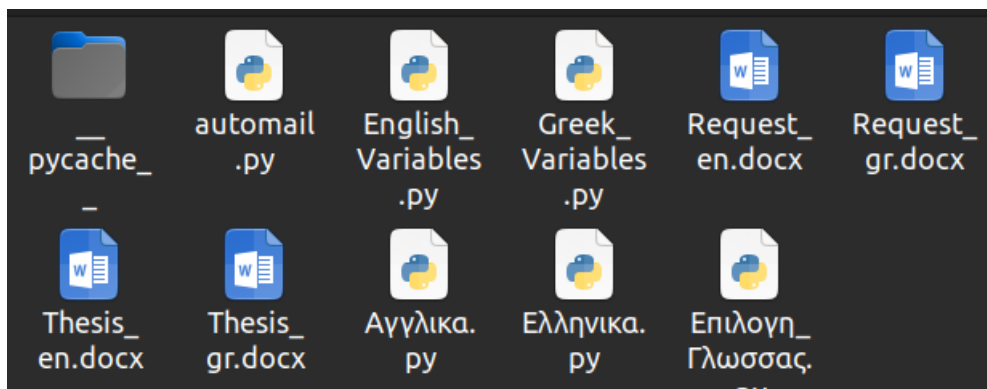 __
pycache_
_
automail
.py
English_
Variables
.py
Greek_
Variables
.py
Request_
en.docx
Request_
gr.docx
Thesis_
en.docx
Thesis_
gr.docx
Αγγλικα.
py
Ελληνικα.
py
Επιλογη_
Γλωσσας.